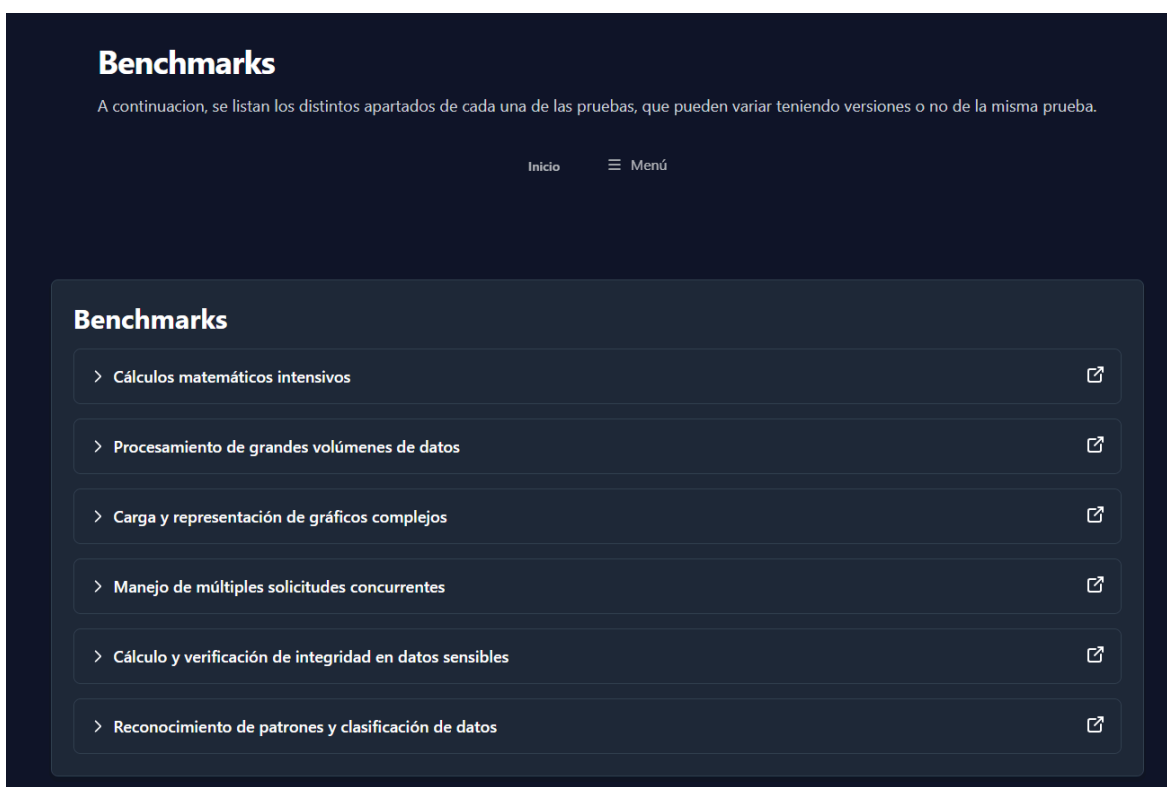 Benchmarks
A continuacion, se listan los distintos apartados de cada una de las pruebas, que pueden variar teniendo versiones o no de la misma prueba.
Inicio
Menú
Benchmarks
Cálculos matemáticos intensivos
Procesamiento de grandes volúmenes de datos
Carga y representación de gráficos complejos
Manejo de múltiples solicitudes concurrentes
Cálculo y verificación de integridad en datos sensibles
Reconocimiento de patrones y clasificación de datos